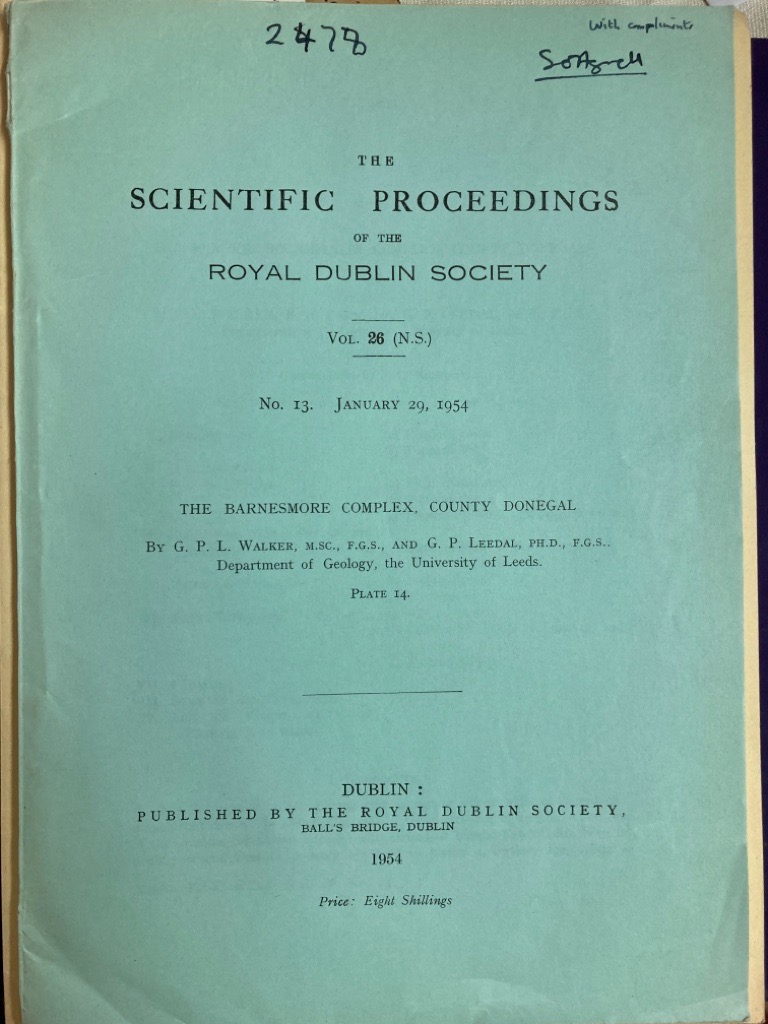 2478
With compliments
THE
SCIENTIFIC PROCEEDINGS
OF THE
ROYAL DUBLIN SOCIETY
VOL. 26 (N.S.)
No. 13. JANUARY 29, 1954
THE BARNESMORE COMPLEX, COUNTY DONEGAL
BY G. P. L. WALKER, M.SC., F.G.S., AND G. P. LEEDAL, PH.D., F.G.S..
Department of Geology, the University of Leeds.
PLATE 14.
DUBLIN :
PUBLISHED BY THE ROYAL DUBLIN SOCIETY,
BALL'S BRIDGE, DUBLIN
1954
Price: Eight Shillings